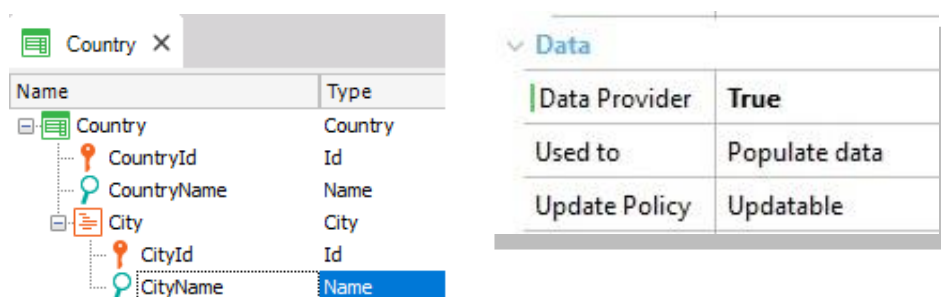 Country ×
Name Type
Country Country
CountryId Id
CountryName Name
City City
CityId Id
CityName Name
Data
Data Provider True
Used to Populate data
Update Policy Updatable